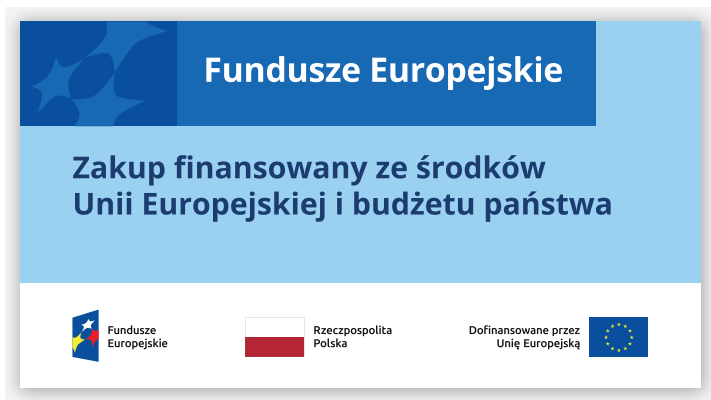 Fundusze Europejskie
Zakup finansowany ze środków
Unii Europejskiej i budżetu państwa
Fundusze
Europejskie
Rzeczpospolita
Polska
Dofinansowane przez
Unię Europejską